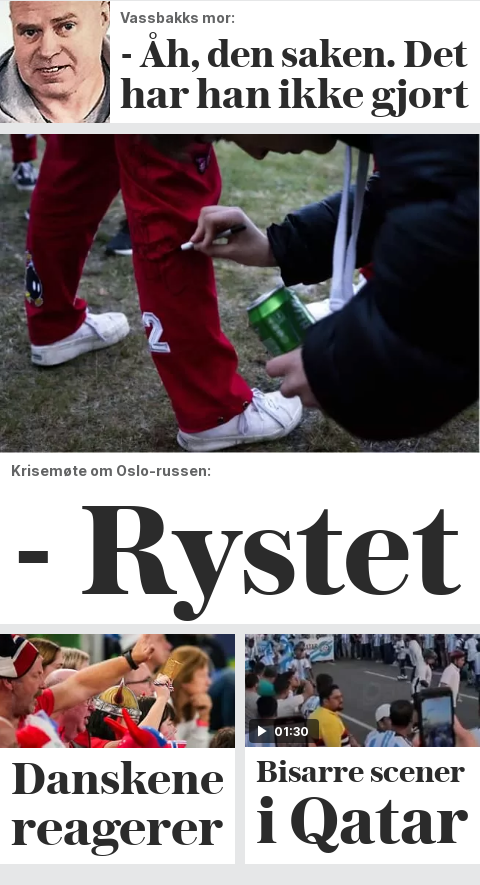 Vassbakks mor:
- Åh, den saken. Det
har han ikke gjort
2
Krisemøte om Oslo-russen:
- Rystet
01:30
Danskene
reagerer
Bisarre scener
i Qatar